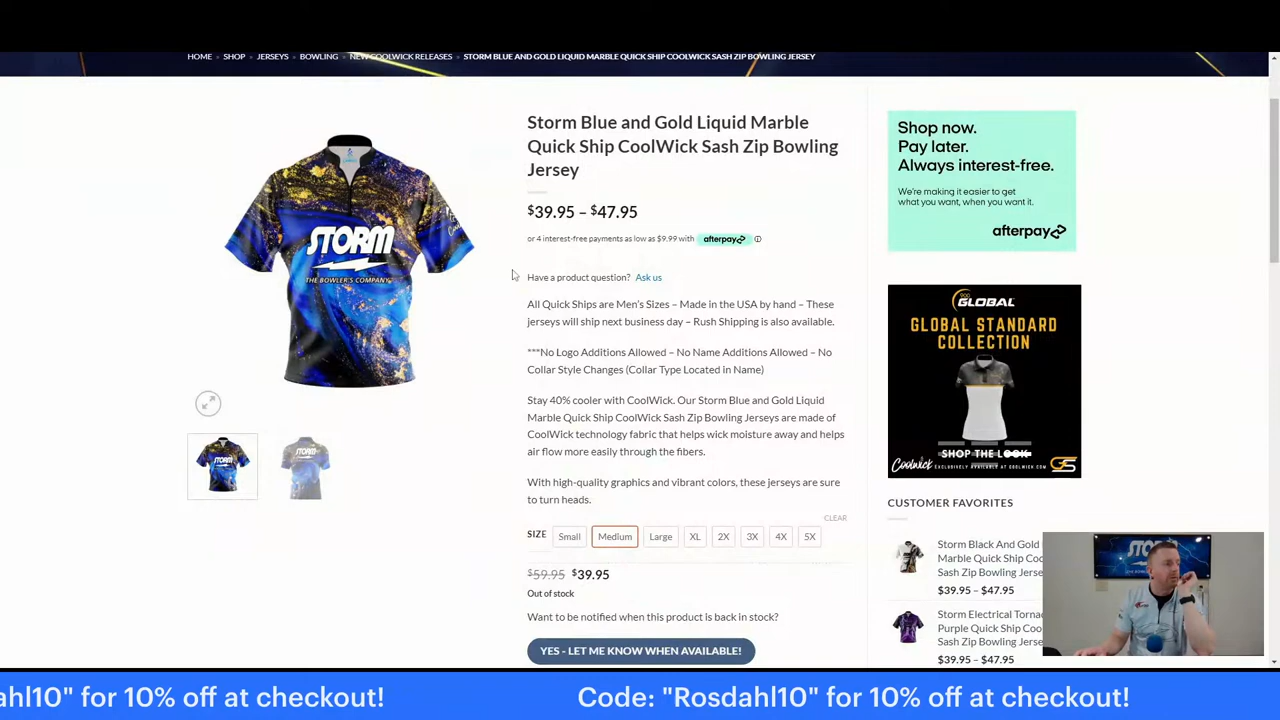 HOME » SHOP » JERSEYS » BOWLING » NEW COOLWICK RELEASES » STORM BLUE AND GOLD LIQUID MARBLE QUICK SHIP COOLWICK SASH ZIP BOWLING JERSEY
Storm Blue and Gold Liquid Marble
Quick Ship CoolWick Sash Zip Bowling
Jersey
$39.95 – $47.95
or 4 interest-free payments as low as $9.99 with afterpay
Have a product question? Ask us
All Quick Ships are Men's Sizes – Made in the USA by hand – These
jerseys will ship next business day – Rush Shipping is also available.
***No Logo Additions Allowed – No Name Additions Allowed – No
Collar Style Changes (Collar Type Located in Name)
Stay 40% cooler with CoolWick. Our Storm Blue and Gold Liquid
Marble Quick Ship CoolWick Sash Zip Bowling Jerseys are made of
CoolWick technology fabric that helps wick moisture away and helps
air flow more easily through the fibers.
With high-quality graphics and vibrant colors, these jerseys are sure
to turn heads.
CLEAR
SIZE Small Medium Large XL 2X 3X 4X 5X
$59.95 $39.95
Out of stock
Want to be notified when this product is back in stock?
YES - LET ME KNOW WHEN AVAILABLE!
STORM
THE BOWLER'S COMPANY
STORM
STORM
Shop now.
Pay later.
Always interest-free.
We're making it easier to get
what you want, when you want it.
afterpay
900 GLOBAL
GLOBAL STANDARD
COLLECTION
SHOP THE LOOK
Coolwick EXCLUSIVELY AVAILABLE AT COOLWICK.COM GS
CUSTOMER FAVORITES
Storm Black And Gold
Marble Quick Ship Coo
Sash Zip Bowling Jerse
$39.95 – $47.95
Storm Electrical Torna
Purple Quick Ship Coo
Sash Zip Bowling Jerse
$39.95 – $47.95
STORM
dahl10" for 10% off at checkout!
Code: "Rosdahl10" for 10% off at checkout!